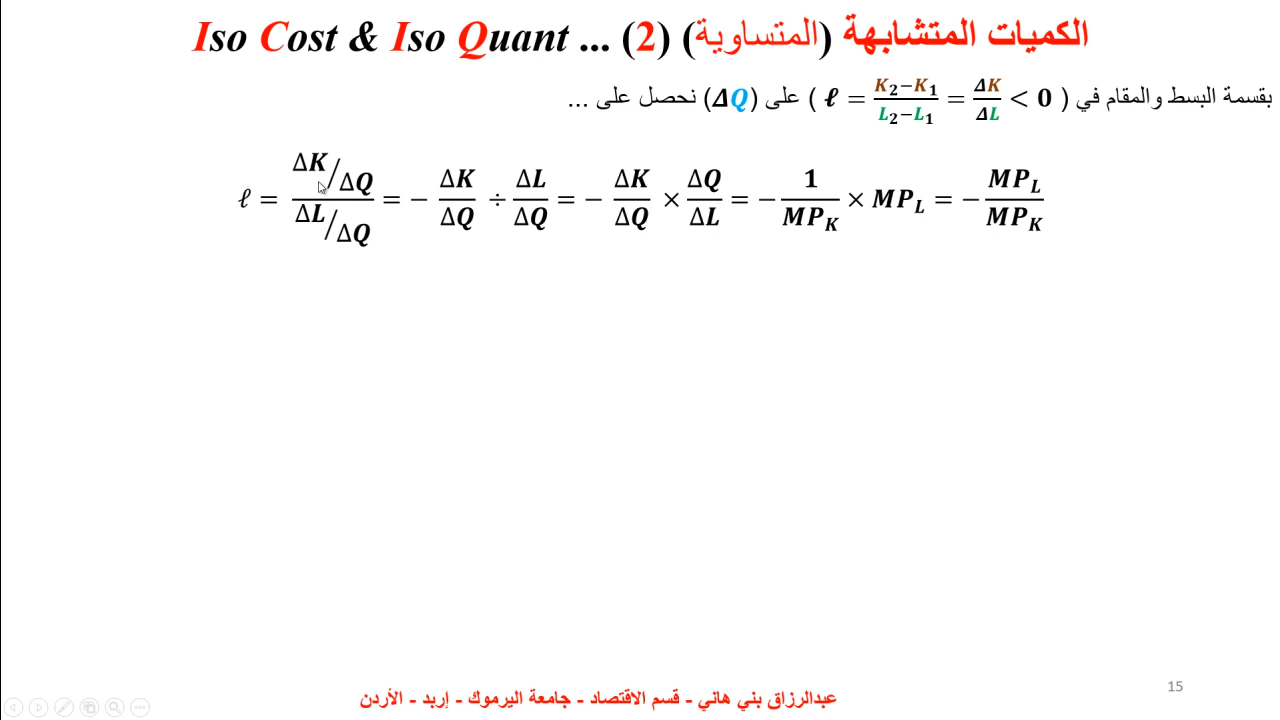 الكميات المتشابهة (المتساوية) (2) ... Iso Cost & Iso Quant
بقسمة البسط والمقام في ( ℓ = (K₂−K₁)/(L₂−L₁) = ΔK/ΔL < 0 ) على (ΔQ) نحصل على ...
ℓ = (ΔK/ΔQ)/(ΔL/ΔQ) = − ΔK/ΔQ ÷ ΔL/ΔQ = − ΔK/ΔQ × ΔQ/ΔL = − 1/MP_K × MP_L = − MP_L/MP_K
عبدالرزاق بني هاني - قسم الاقتصاد - جامعة اليرموك - إربد - الأردن
15